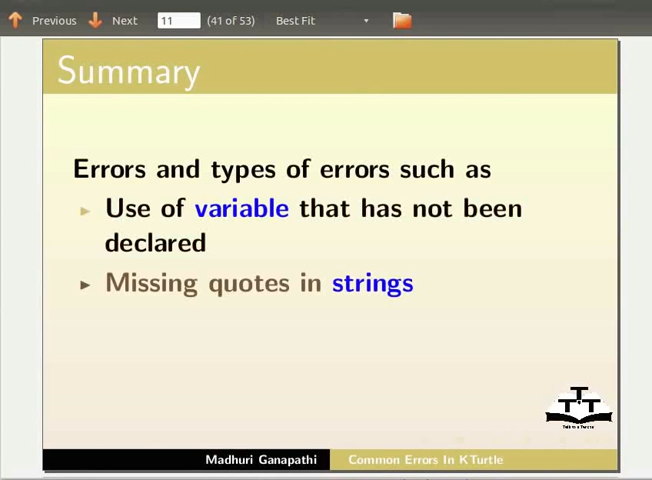 Previous Next 11 (41 of 53) Best Fit
Summary
Errors and types of errors such as
Use of variable that has not been
declared
Missing quotes in strings
Madhuri Ganapathi Common Errors In KTurtle